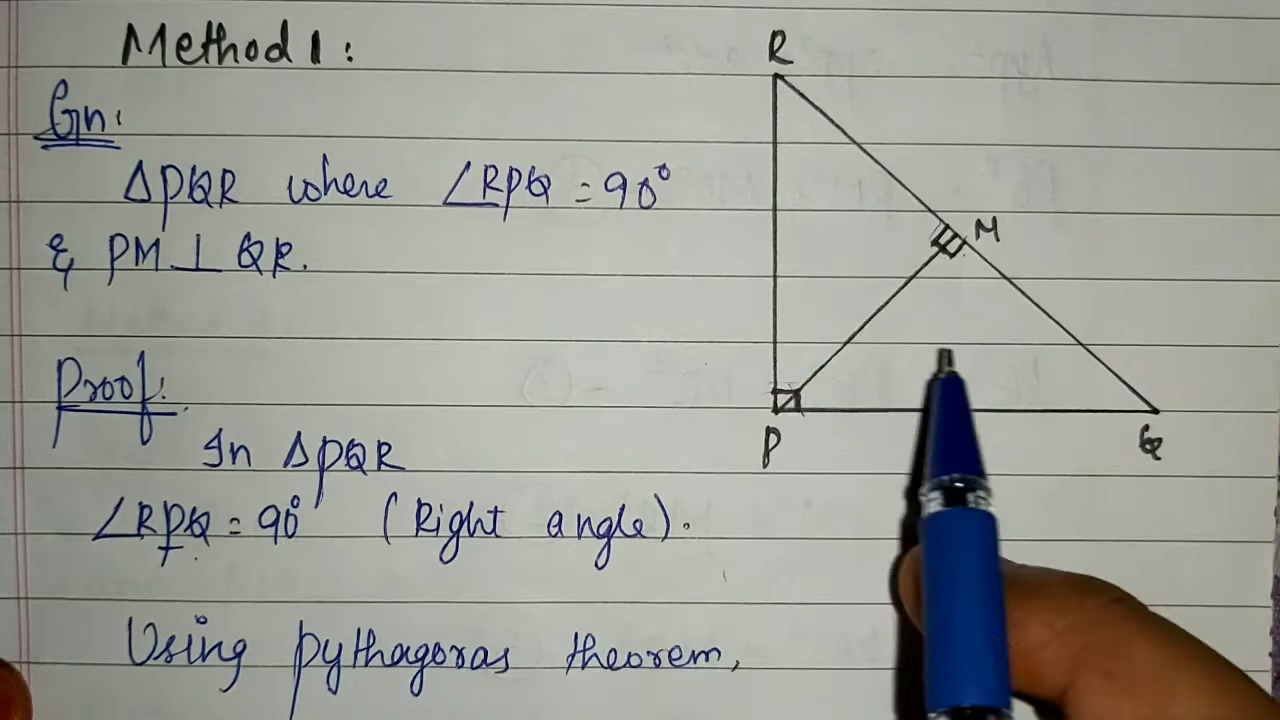 Method 1:
Gn:
ΔPQR where ∠RPQ = 90°
& PM ⊥ QR.
Proof:
In ΔPQR
∠RPQ = 90° (Right angle).
Using pythagoras theorem,
R
M
P
Q